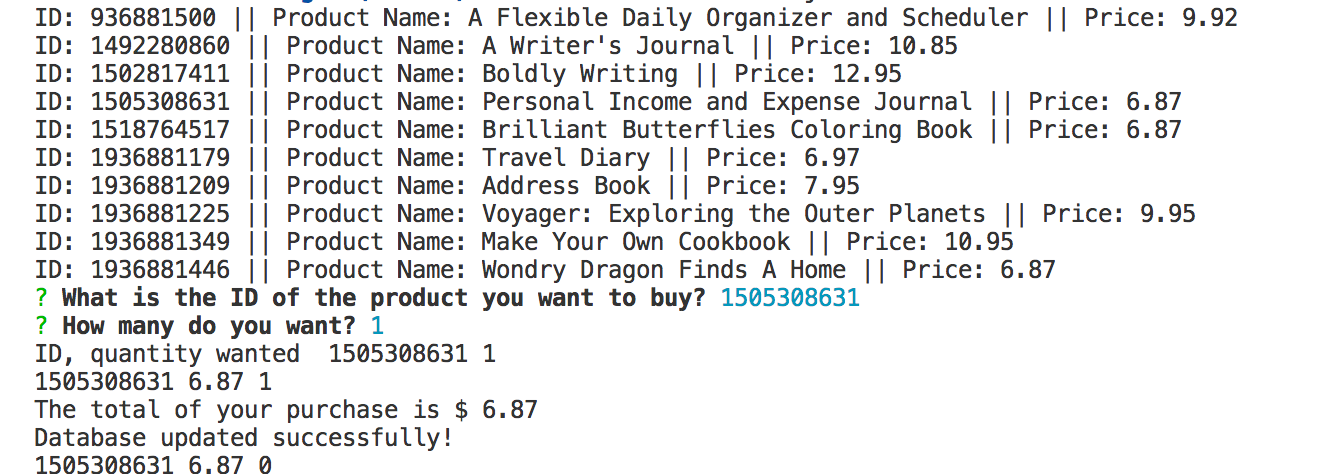 ID: 936881500 || Product Name: A Flexible Daily Organizer and Scheduler || Price: 9.92
ID: 1492280860 || Product Name: A Writer's Journal || Price: 10.85
ID: 1502817411 || Product Name: Boldly Writing || Price: 12.95
ID: 1505308631 || Product Name: Personal Income and Expense Journal || Price: 6.87
ID: 1518764517 || Product Name: Brilliant Butterflies Coloring Book || Price: 6.87
ID: 1936881179 || Product Name: Travel Diary || Price: 6.97
ID: 1936881209 || Product Name: Address Book || Price: 7.95
ID: 1936881225 || Product Name: Voyager: Exploring the Outer Planets || Price: 9.95
ID: 1936881349 || Product Name: Make Your Own Cookbook || Price: 10.95
ID: 1936881446 || Product Name: Wondry Dragon Finds A Home || Price: 6.87
? What is the ID of the product you want to buy? 1505308631
? How many do you want? 1
ID, quantity wanted  1505308631 1
1505308631 6.87 1
The total of your purchase is $ 6.87
Database updated successfully!
1505308631 6.87 0